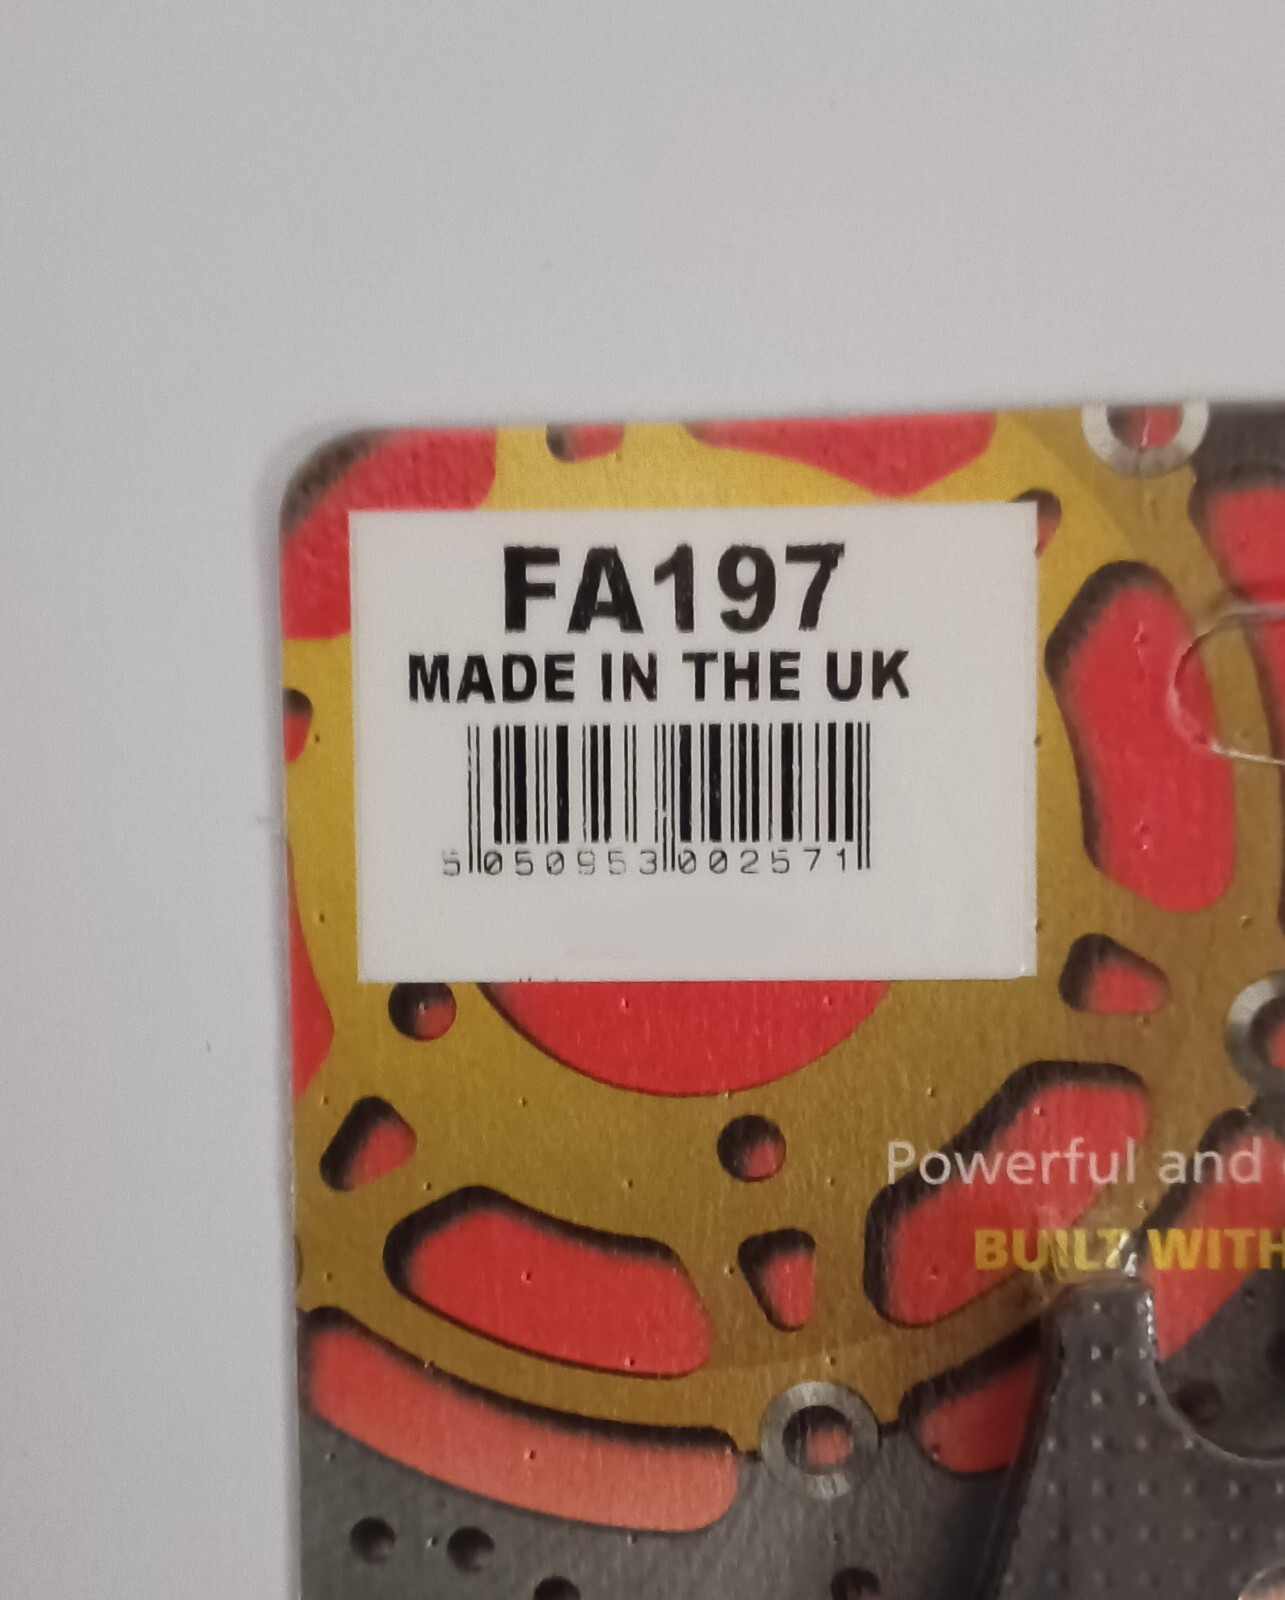 FA197
MADE IN THE UK
5 050953 002571
Powerful and
BUILT WITH